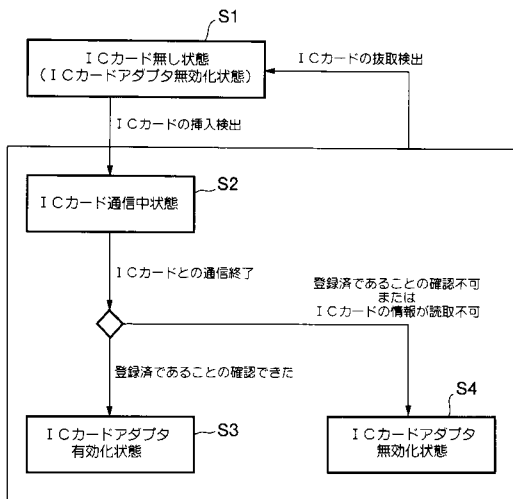 S1
ICカード無し状態
(ICカードアダプタ無効化状態)
ICカードの抜取検出
ICカードの挿入検出
S2
ICカード通信中状態
ICカードとの通信終了
登録済であることの確認不可
または
ICカードの情報が読取不可
登録済であることの確認できた
S3
ICカードアダプタ
有効化状態
S4
ICカードアダプタ
無効化状態